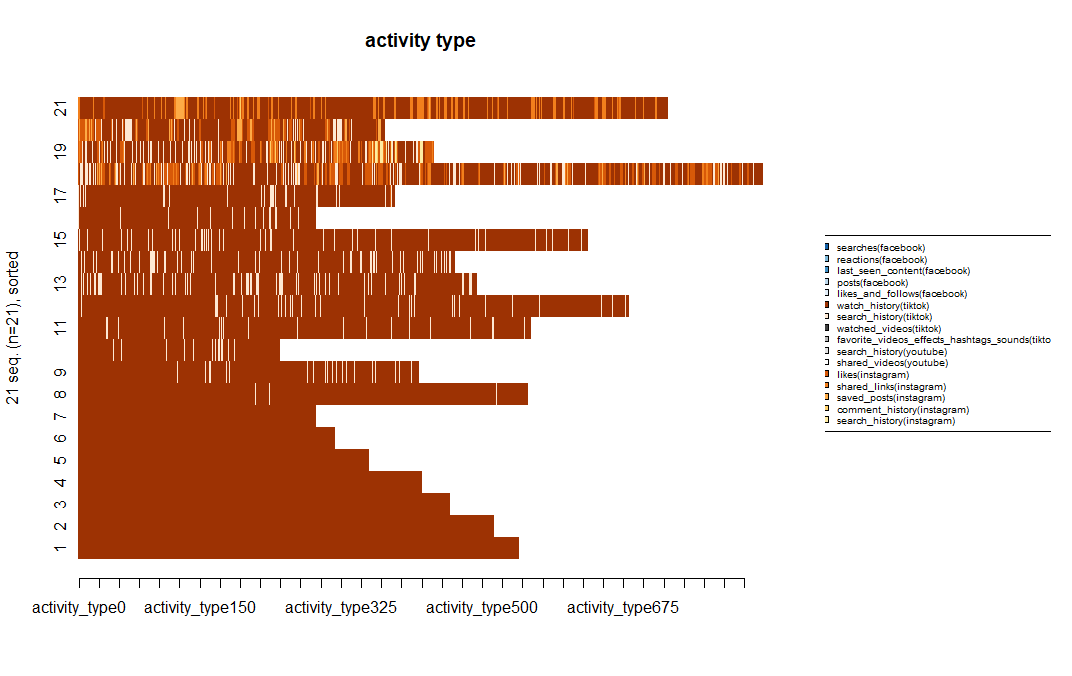 activity type
21 seq. (n=21), sorted
21
19
17
15
13
11
9
8
7
6
5
4
3
2
1
activity_type0 activity_type150 activity_type325 activity_type500 activity_type675
searches(facebook)
reactions(facebook)
last_seen_content(facebook)
posts(facebook)
likes_and_follows(facebook)
watch_history(tiktok)
search_history(tiktok)
watched_videos(tiktok)
favorite_videos_effects_hashtags_sounds(tikto
search_history(youtube)
shared_videos(youtube)
likes(instagram)
shared_links(instagram)
saved_posts(instagram)
comment_history(instagram)
search_history(instagram)